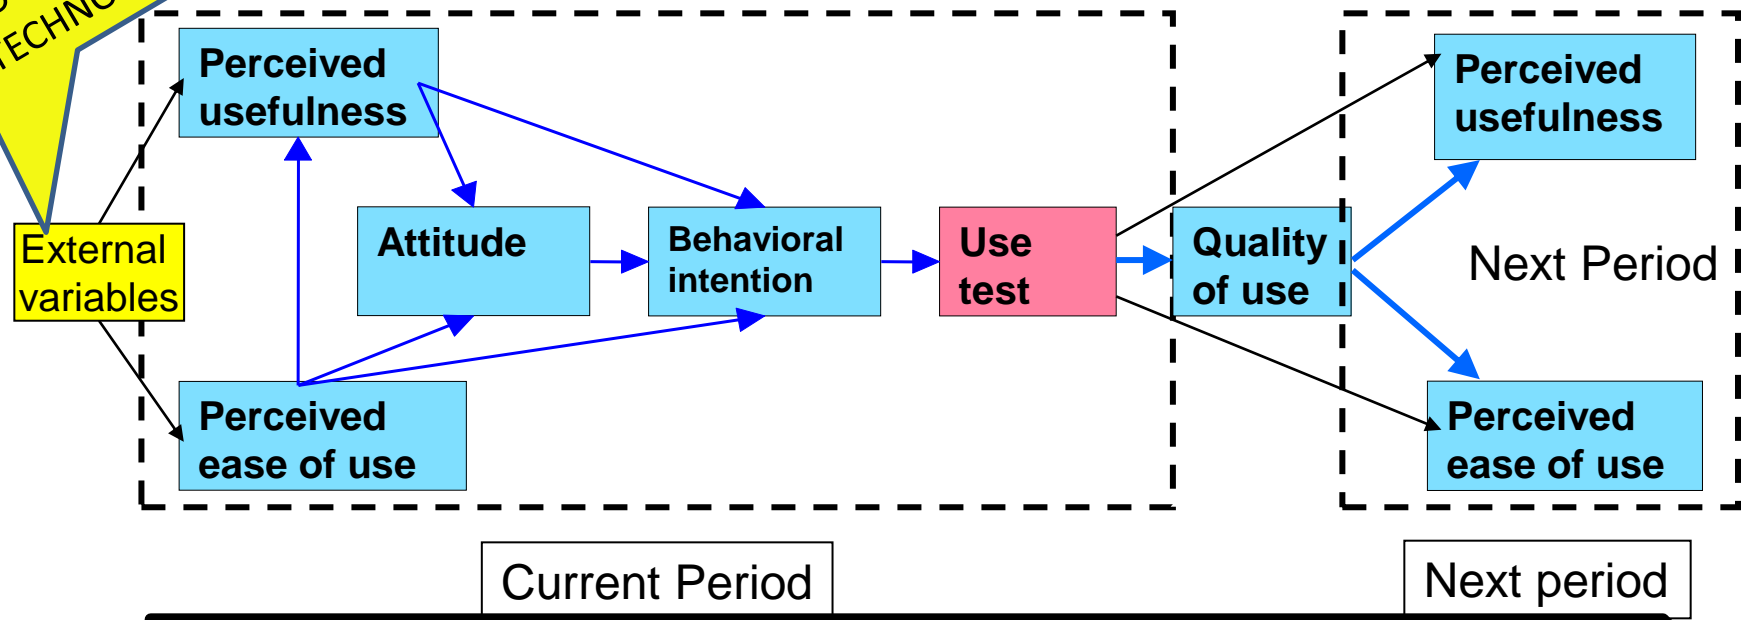 Perceived
usefulness
External
variables
Attitude
Behavioral
intention
Use
test
Quality
of use
Perceived
ease of use
Perceived
usefulness
Next Period
Perceived
ease of use
Current Period
Next period